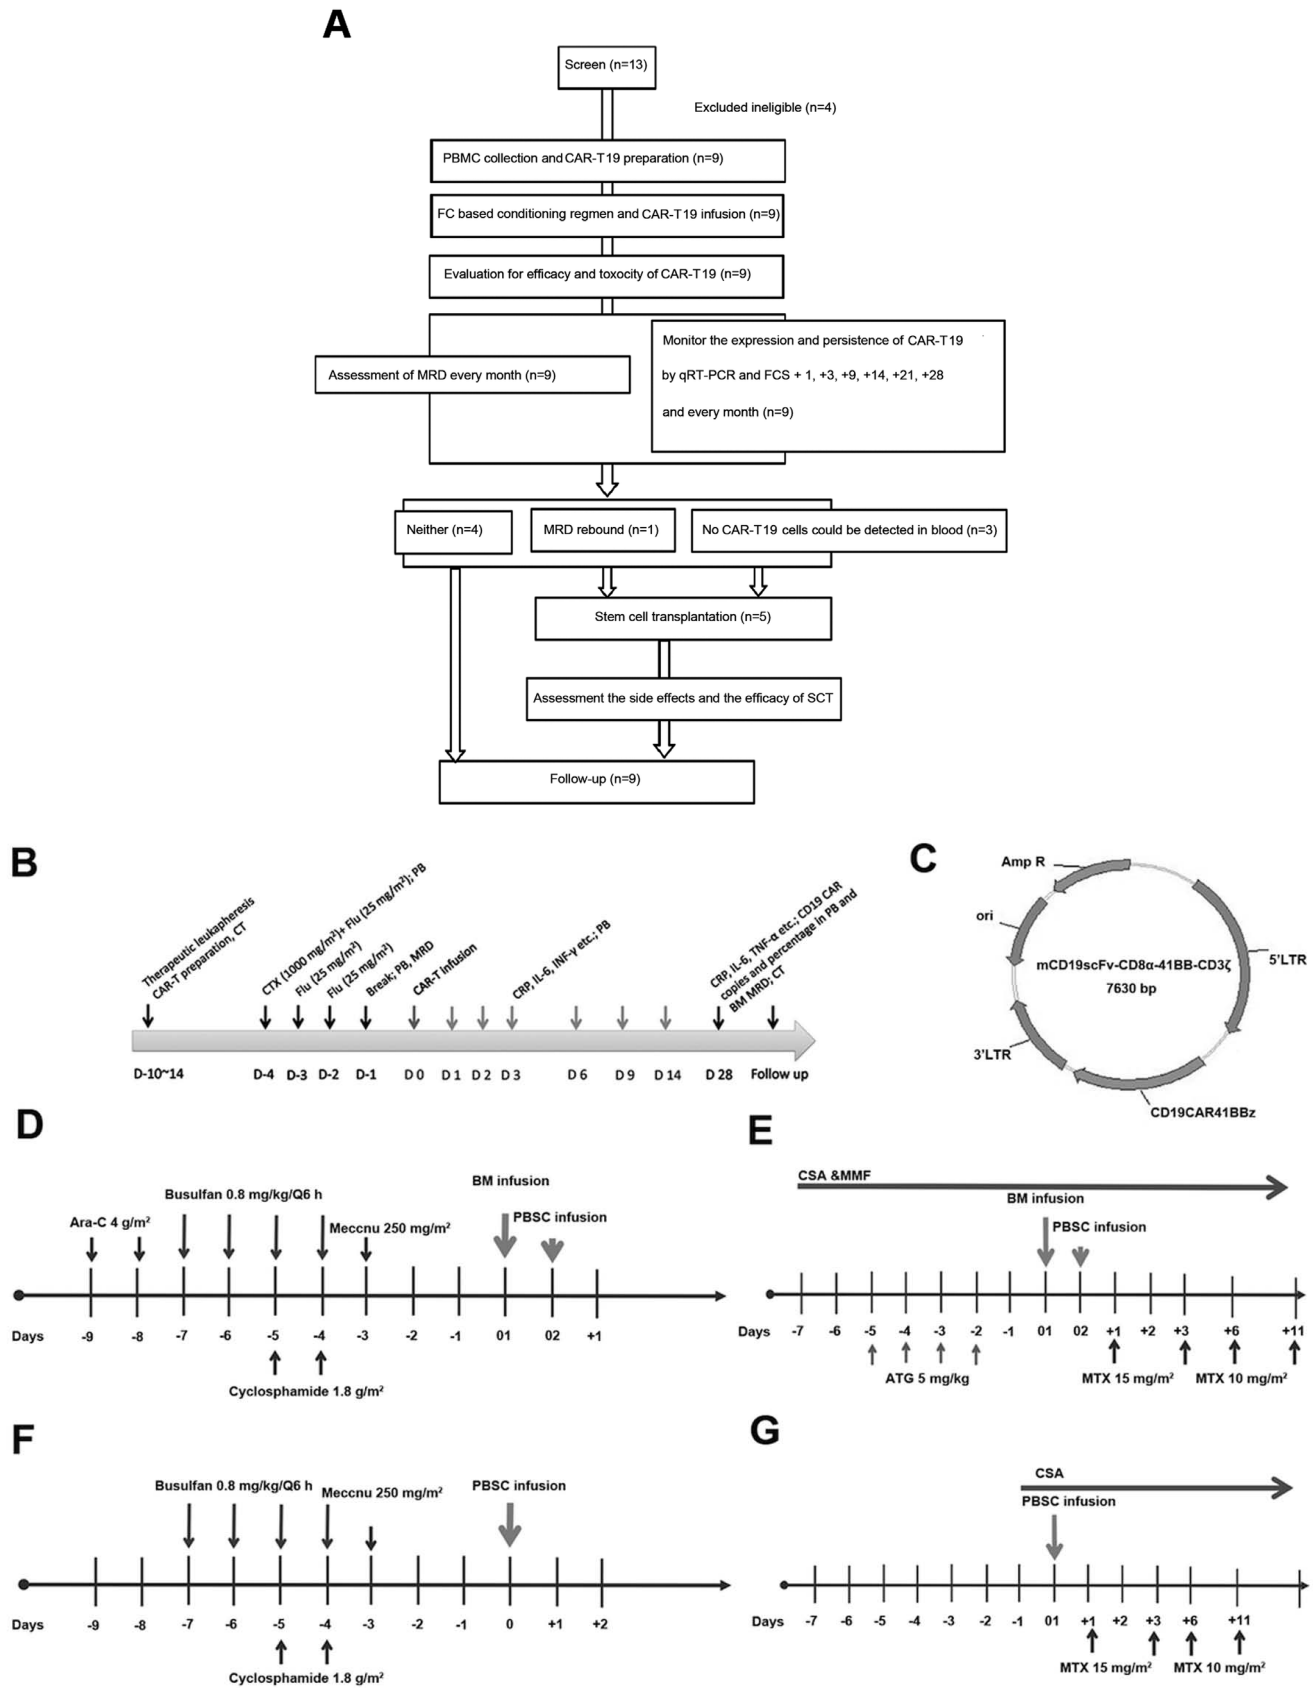 A
Screen (n=13)
Excluded ineligible (n=4)
PBMC collection and CAR-T19 preparation (n=9)
FC based conditioning regmen and CAR-T19 infusion (n=9)
Evaluation for efficacy and toxocity of CAR-T19 (n=9)
Assessment of MRD every month (n=9)
Monitor the expression and persistence of CAR-T19
by qRT-PCR and FCS + 1, +3, +9, +14, +21, +28
and every month (n=9)
Neither (n=4)
MRD rebound (n=1)
No CAR-T19 cells could be detected in blood (n=3)
Stem cell transplantation (n=5)
Assessment the side effects and the efficacy of SCT
Follow-up (n=9)
B
Therapeutic leukapheresis
CAR-T preparation, CT
CTX (1000 mg/m²)+ Flu (25 mg/m²); PB
Flu (25 mg/m²)
Flu (25 mg/m²)
Break; PB, MRD
CAR-T infusion
CRP, IL-6, INF-γ etc.; PB
CRP, IL-6, TNF-α etc.; CD19 CAR
copies and percentage in PB and
BM MRD; CT
D-10~14 D-4 D-3 D-2 D-1 D 0 D 1 D 2 D 3 D 6 D 9 D 14 D 28 Follow up
C
Amp R
ori
5'LTR
mCD19scFv-CD8α-41BB-CD3ζ
7630 bp
3'LTR
CD19CAR41BBz
D
BM infusion
Busulfan 0.8 mg/kg/Q6 h
Ara-C 4 g/m²
Meccnu 250 mg/m²
PBSC infusion
Days -9 -8 -7 -6 -5 -4 -3 -2 -1 01 02 +1
Cyclosphamide 1.8 g/m²
E
CSA &MMF
BM infusion
PBSC infusion
Days -7 -6 -5 -4 -3 -2 -1 01 02 +1 +2 +3 +6 +11
ATG 5 mg/kg
MTX 15 mg/m²
MTX 10 mg/m²
F
Busulfan 0.8 mg/kg/Q6 h
Meccnu 250 mg/m²
PBSC infusion
Days -9 -8 -7 -6 -5 -4 -3 -2 -1 0 +1 +2
Cyclosphamide 1.8 g/m²
G
CSA
PBSC infusion
Days -7 -6 -5 -4 -3 -2 -1 01 +1 +2 +3 +6 +11
MTX 15 mg/m²
MTX 10 mg/m²